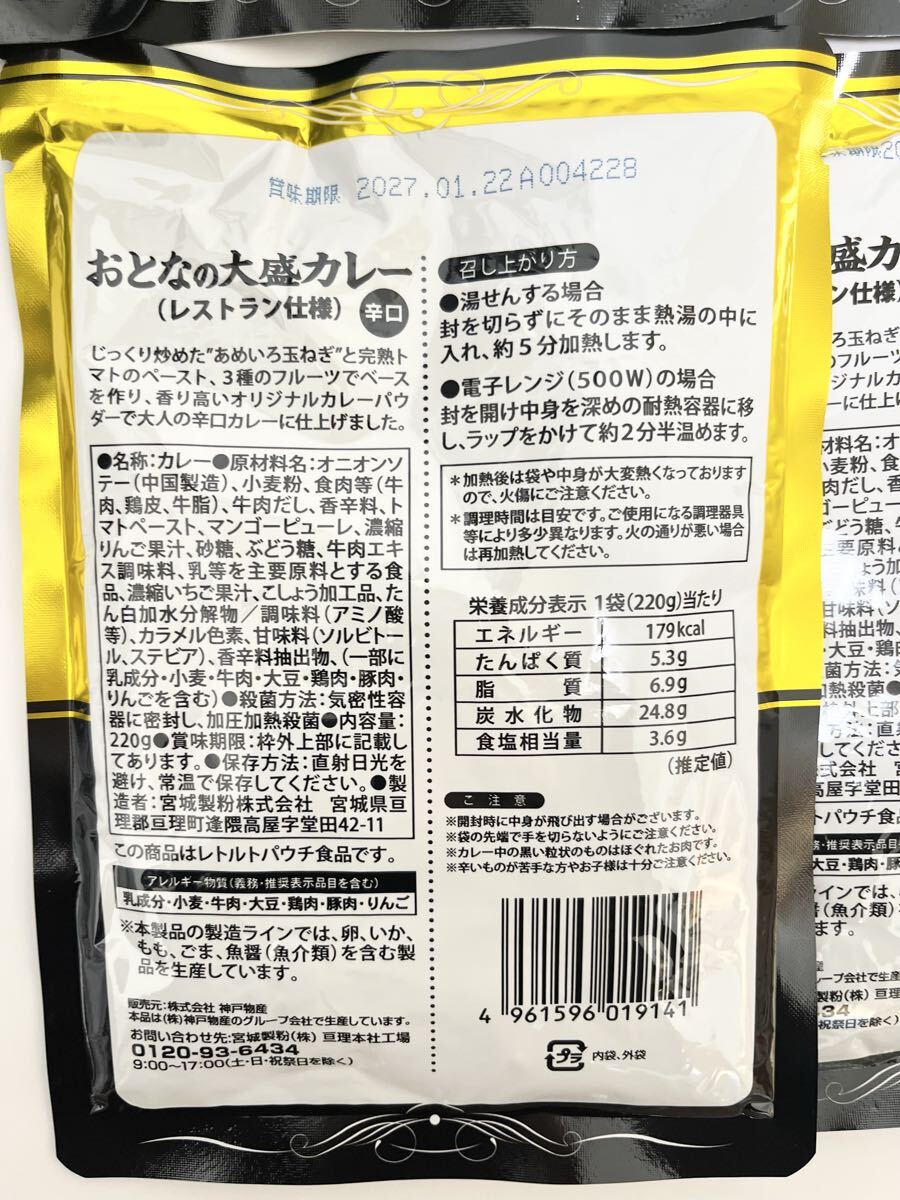 賞味期限 2027.01.22A004228
おとなの大盛カレー
(レストラン仕様) 辛口
じっくり炒めた"あめいろ玉ねぎ"と完熟ト
マトのペースト、3種のフルーツでベース
を作り、香り高いオリジナルカレーパウ
ダーで大人の辛口カレーに仕上げました。
●名称:カレー●原材料名:オニオンソ
テー(中国製造)、小麦粉、食肉等(牛
肉、鶏皮、牛脂)、牛肉だし、香辛料、ト
マトペースト、マンゴーピューレ、濃縮
りんご果汁、砂糖、ぶどう糖、牛肉エキ
ス調味料、乳等を主要原料とする食
品、濃縮いちご果汁、こしょう加工品、たん
白加水分解物/調味料(アミノ酸
等)、カラメル色素、甘味料(ソルビトー
ル、ステビア)、香辛料抽出物、(一部に
乳成分・小麦・牛肉・大豆・鶏肉・豚肉・
りんごを含む)●殺菌方法:気密性容
器に密封し、加圧加熱殺菌●内容量:
220g●賞味期限:枠外上部に記載し
てあります。●保存方法:直射日光を
避け、常温で保存してください。●製
造者:宮城製粉株式会社 宮城県亘
理郡亘理町逢隈高屋字堂田42-11
この商品はレトルトパウチ食品です。
アレルギー物質(義務・推奨表示品目を含む)
乳成分・小麦・牛肉・大豆・鶏肉・豚肉・りんご
※本製品の製造ラインでは、卵、いか、
もも、ごま、魚醤(魚介類)を含む製
品を生産しています。
販売元:株式会社 神戸物産
本品は(株)神戸物産のグループ会社で生産しています。
お問い合わせ先:宮城製粉(株) 亘理本社工場
0120-93-6434
9:00〜17:00(土・日・祝祭日を除く)
召し上がり方
●湯せんする場合
封を切らずにそのまま熱湯の中に
入れ、約5分加熱します。
●電子レンジ(500W)の場合
封を開け中身を深めの耐熱容器に移
し、ラップをかけて約2分半温めます。
*加熱後は袋や中身が大変熱くなっております
ので、火傷にご注意ください。
*調理時間は目安です。ご使用になる調理器具
等により多少異なります。火の通りが悪い場合
は再加熱してください。
栄養成分表示 1袋(220g)当たり
エネルギー 179kcal
たんぱく質 5.3g
脂質 6.9g
炭水化物 24.8g
食塩相当量 3.6g
(推定値)
ご注意
※開封時に中身が飛び出す場合がございます。
※袋の先端で手を切らないようにご注意ください。
※カレー中の黒い粒状のものはほぐれたお肉です。
※辛いものが苦手な方やお子様は十分ご注意ください。
4 961596 019141
プラ 内袋、外袋